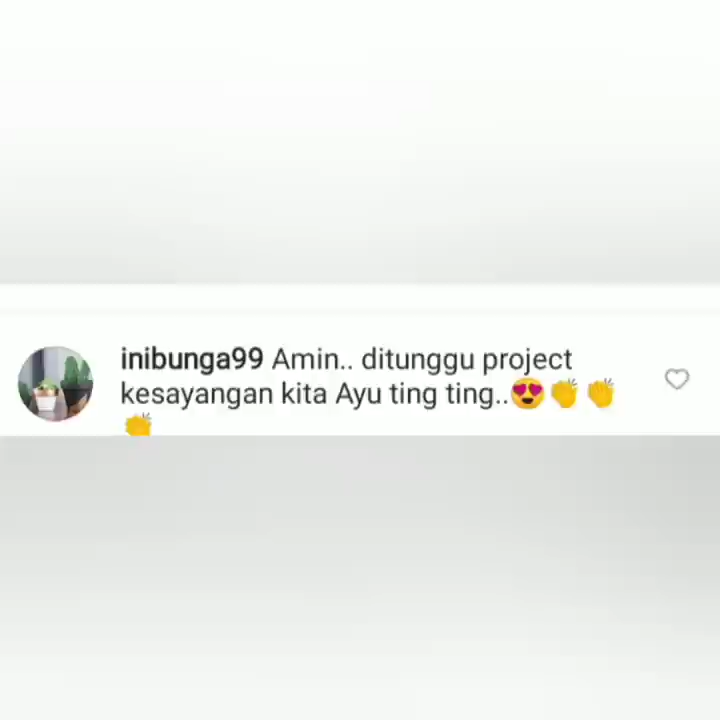 inibunga99 Amin.. ditunggu project
kesayangan kita Ayu ting ting..😍👏👏
👏